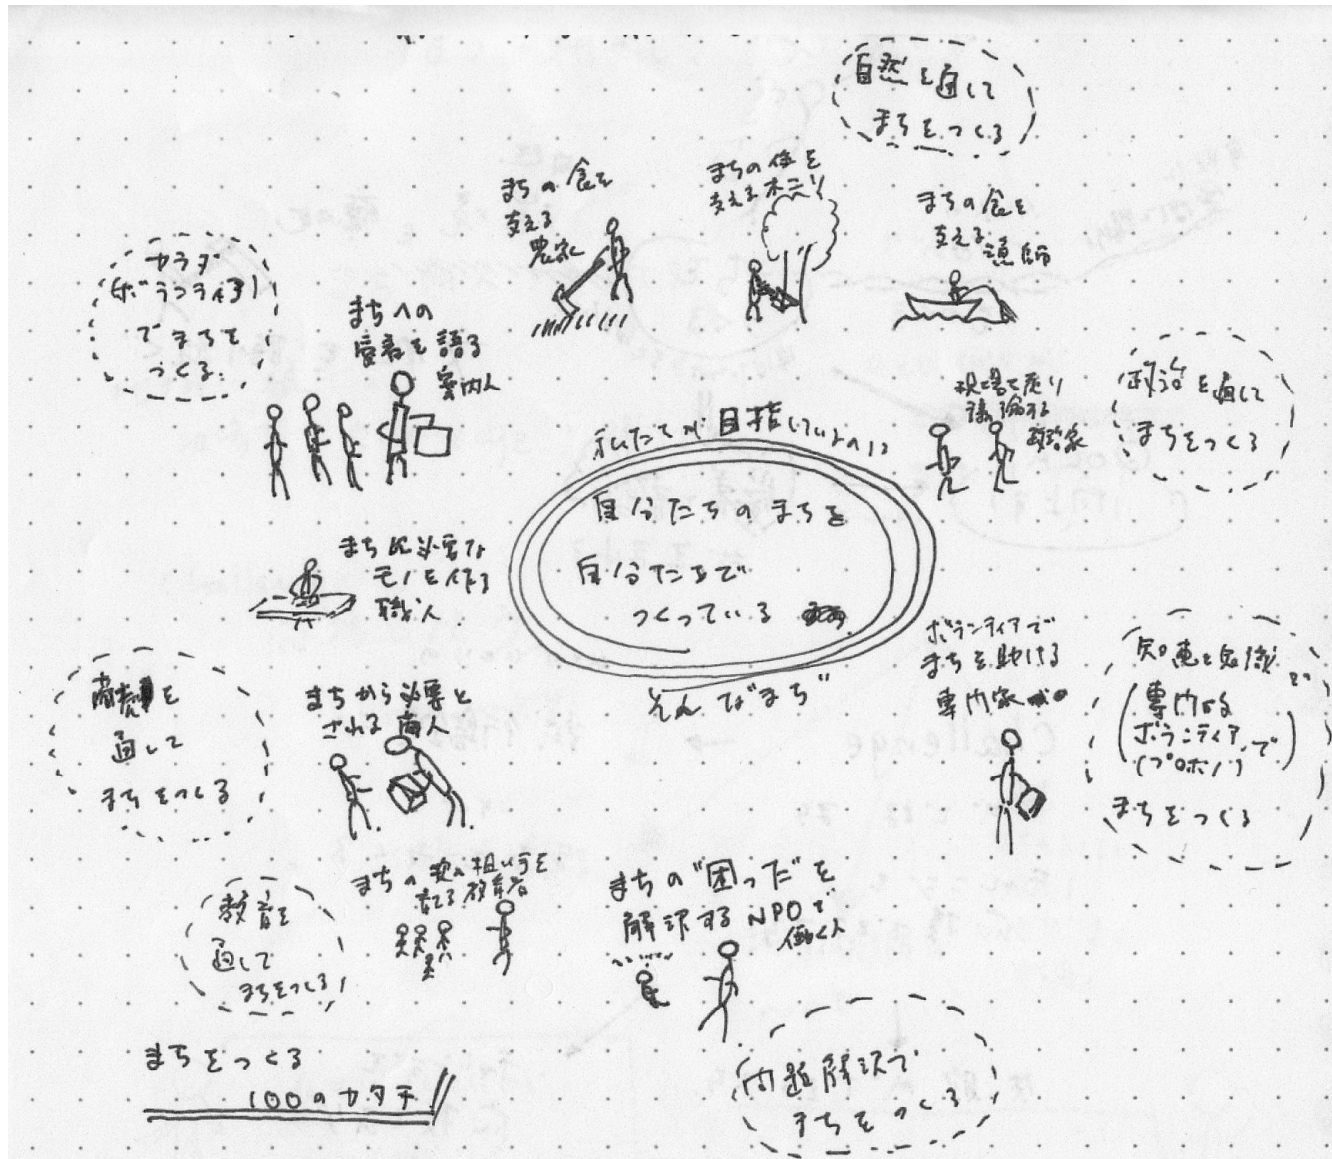 自然を通して
まちをつくる
まちの食を
支える
農家
まちの住を
支える木こり
まちの食を
支える
漁師
カラダ
(ボランティア)
でまちを
つくる
まちへの
愛着を語る
案内人
現場を走り
議論する
政治家
政治を通して
まちをつくる
私たちが目指しているのは
自分たちのまちを
自分たちで
つくっている
そんな"まち"
まちに必要な
モノを作る
職人
ボランティアで
まちを助ける
専門家
知恵と知識
(専門的
ボランティアで
(プロボノ))
まちをつくる
商売を
通して
まちをつくる
まちから必要と
される商人
まちの次の担い手を
育てる教育者
教育を
通して
まちをつくる
まちの"困った"を
解決するNPOで
働く人
問題解決で
まちをつくる
まちをつくる
100のカタチ